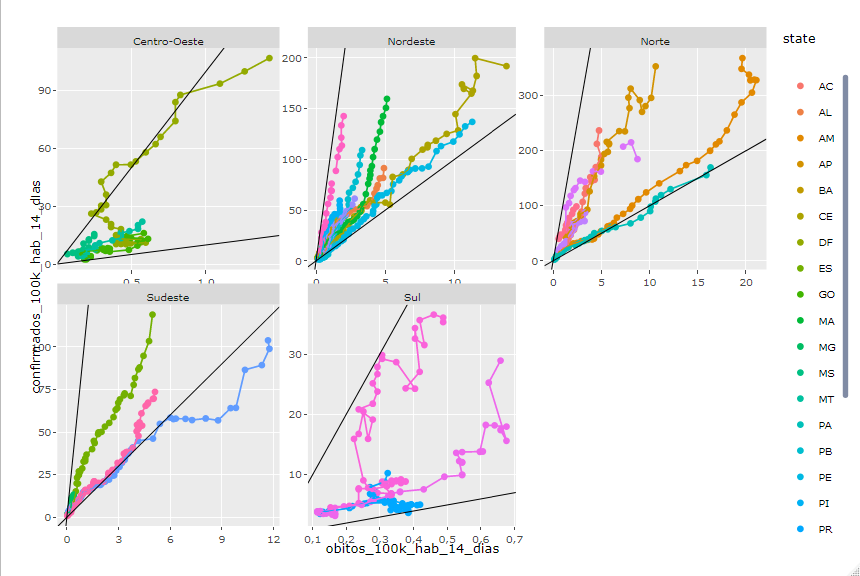 Centro-Oeste
Nordeste
Norte
state
90
60
30
0
0.5
1.0
200
150
100
50
0
0
5
10
300
200
100
0
0
5
10
15
20
Sudeste
Sul
100
75
50
25
0
0
3
6
9
12
30
20
10
0,1
0,2
0,3
0,4
0,5
0,6
0,7
confirmados_100k_hab_14_dias
obitos_100k_hab_14_dias
AC
AL
AM
AP
BA
CE
DF
ES
GO
MA
MG
MS
MT
PA
PB
PE
PI
PR